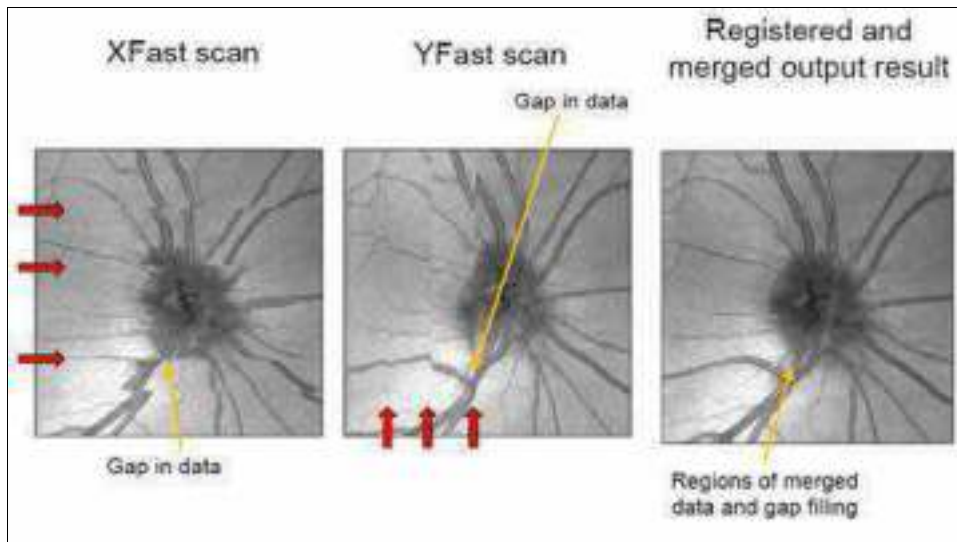 XFast scan
YFast scan
Registered and
merged output result
Gap in data
Gap in data
Regions of merged
data and gap filling